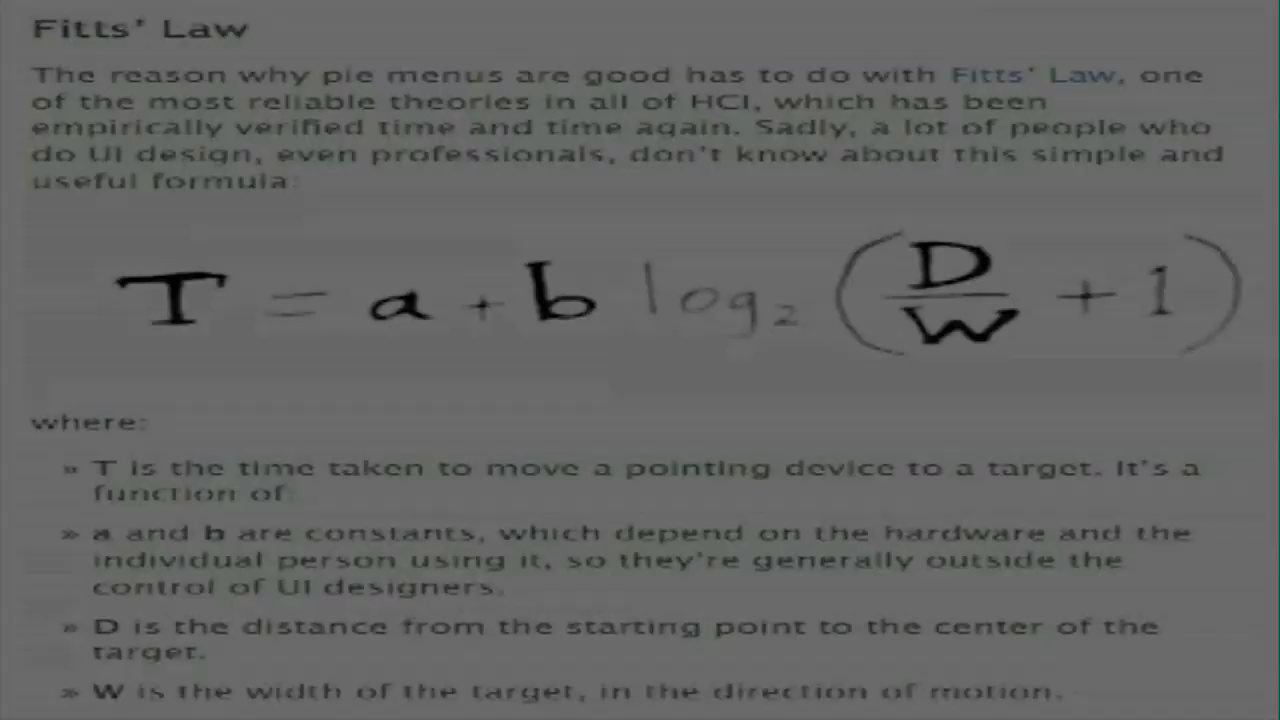 Fitts' Law
The reason why pie menus are good has to do with Fitts' Law, one
of the most reliable theories in all of HCI, which has been
empirically verified time and time again. Sadly, a lot of people who
do UI design, even professionals, don't know about this simple and
useful formula:
T = a + b log₂ (D/W + 1)
where:
» T is the time taken to move a pointing device to a target. It's a
function of:
» a and b are constants, which depend on the hardware and the
individual person using it, so they're generally outside the
control of UI designers.
» D is the distance from the starting point to the center of the
target.
» W is the width of the target, in the direction of motion.